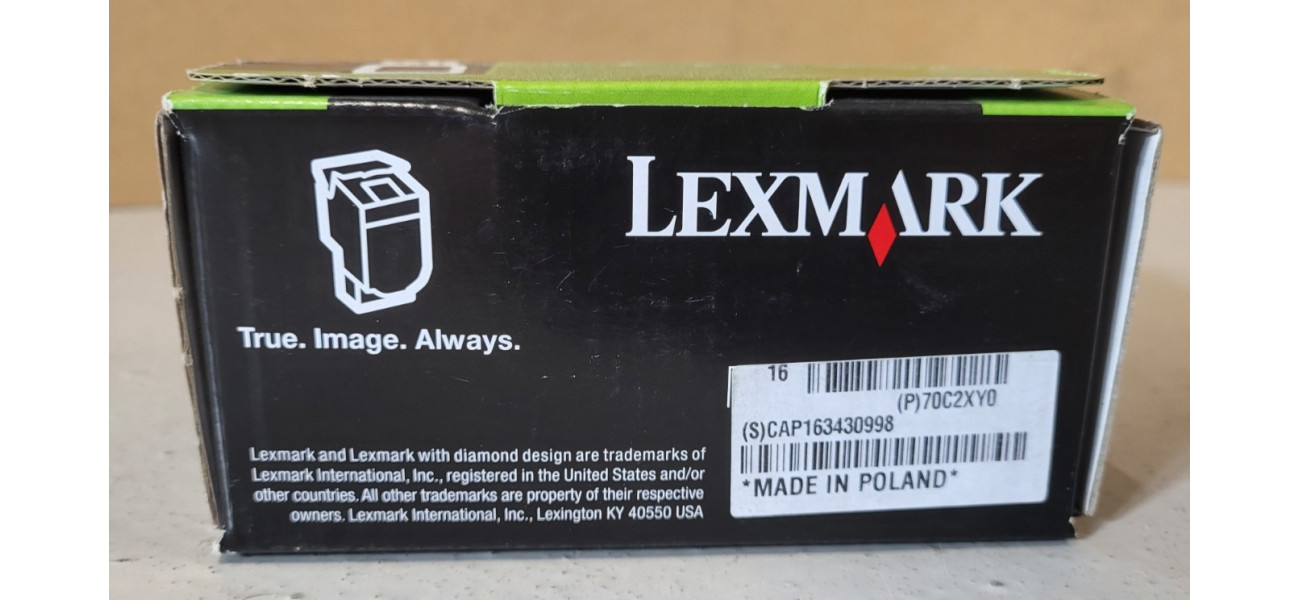 LEXMARK
True. Image. Always.
16
(P)70C2XY0
(S)CAP163430998
*MADE IN POLAND*
Lexmark and Lexmark with diamond design are trademarks of
Lexmark International, Inc., registered in the United States and/or
other countries. All other trademarks are property of their respective
owners. Lexmark International, Inc., Lexington KY 40550 USA